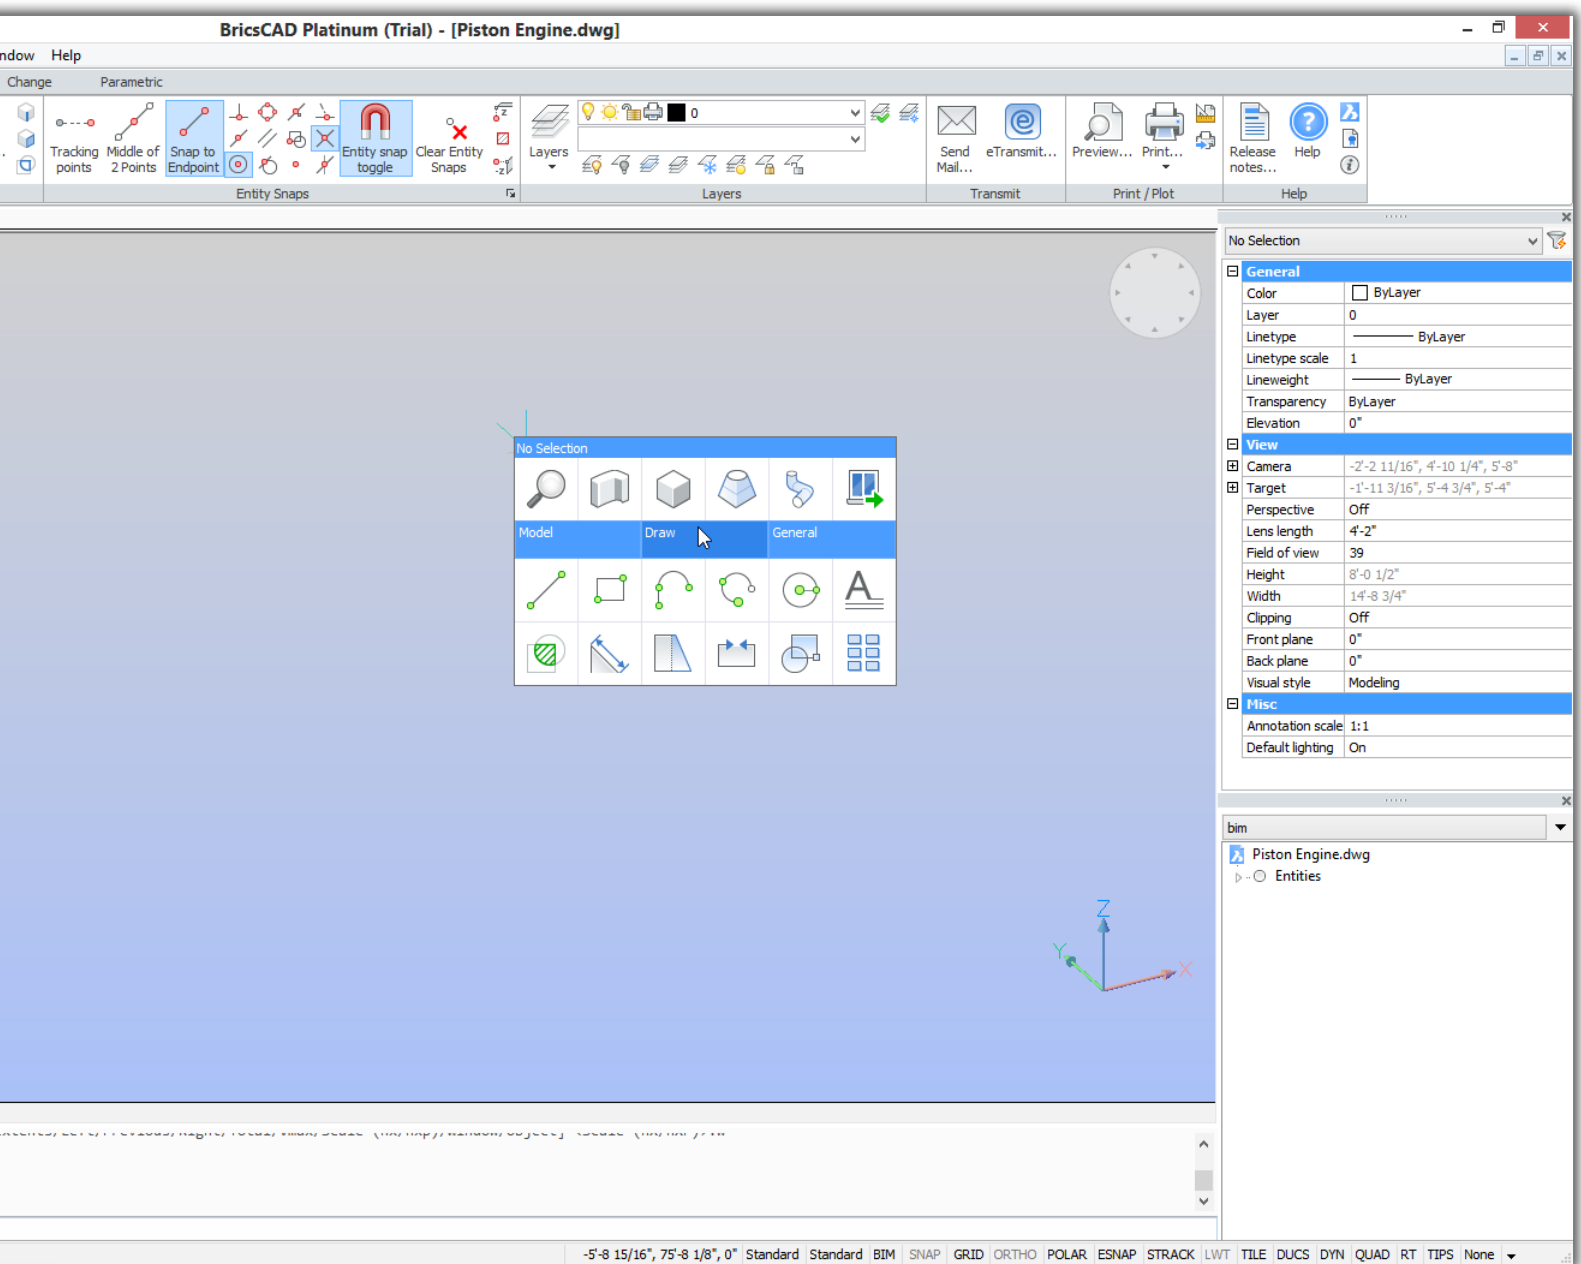 BricsCAD Platinum (Trial) - [Piston Engine.dwg]
ndow Help
Change Parametric
0
Tracking points
Middle of 2 Points
Snap to Endpoint
Entity snap toggle
Clear Entity Snaps
Layers
Send Mail...
eTransmit...
Preview...
Print...
Release notes...
Help
Entity Snaps
Layers
Transmit
Print / Plot
Help
No Selection
General
Color ByLayer
Layer 0
Linetype ByLayer
Linetype scale 1
Lineweight ByLayer
Transparency ByLayer
Elevation 0"
View
Camera -2'-2 11/16", 4'-10 1/4", 5'-8"
Target -1'-11 3/16", 5'-4 3/4", 5'-4"
Perspective Off
Lens length 4'-2"
Field of view 39
Height 8'-0 1/2"
Width 14'-8 3/4"
Clipping Off
Front plane 0"
Back plane 0"
Visual style Modeling
Misc
Annotation scale 1:1
Default lighting On
No Selection
Model Draw General
A
Z
Y
X
bim
Piston Engine.dwg
Entities
-5'-8 15/16", 75'-8 1/8", 0" Standard Standard BIM SNAP GRID ORTHO POLAR ESNAP STRACK LWT TILE DUCS DYN QUAD RT TIPS None